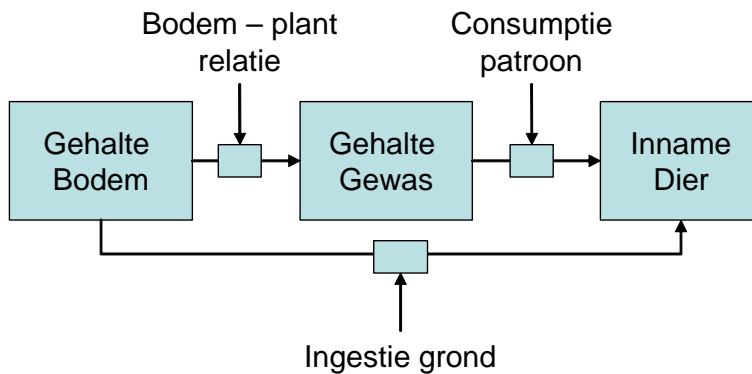 Bodem – plant
relatie
Consumptie
patroon
Gehalte
Bodem
Gehalte
Gewas
Inname
Dier
Ingestie grond